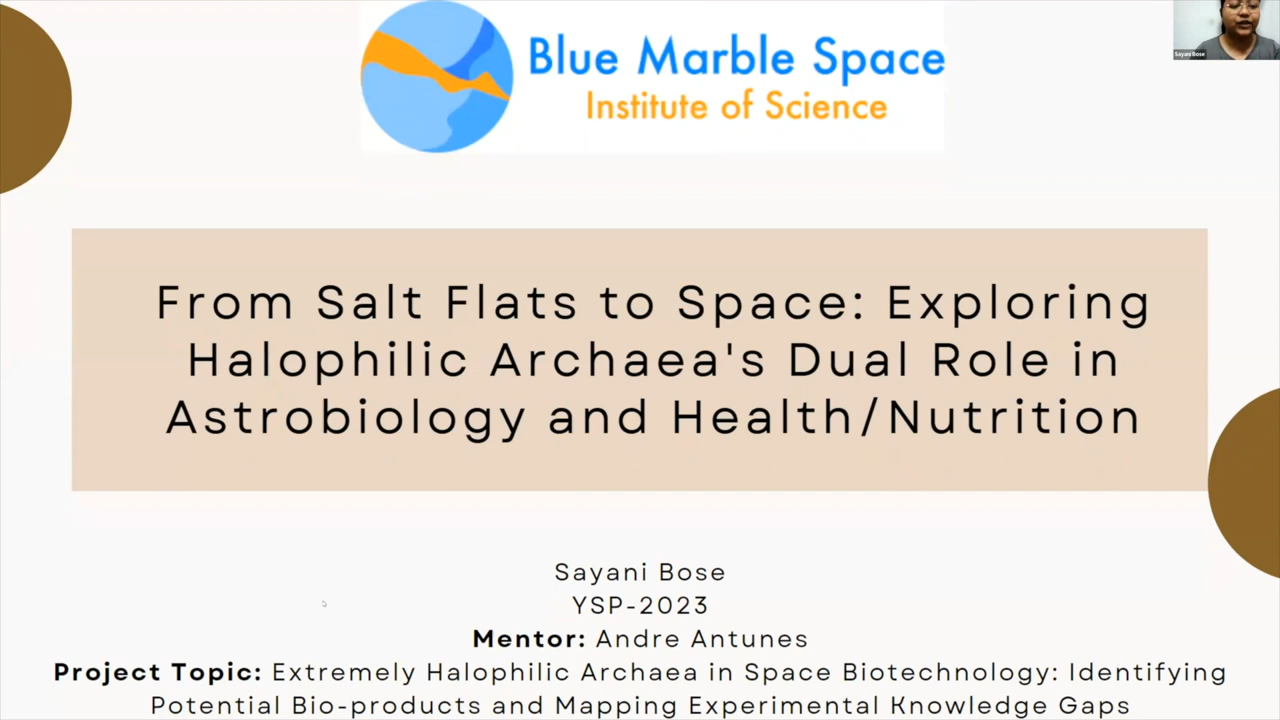 Blue Marble Space
Institute of Science
Sayani Bose
From Salt Flats to Space: Exploring
Halophilic Archaea's Dual Role in
Astrobiology and Health/Nutrition
Sayani Bose
YSP-2023
Mentor: Andre Antunes
Project Topic: Extremely Halophilic Archaea in Space Biotechnology: Identifying
Potential Bio-products and Mapping Experimental Knowledge Gaps